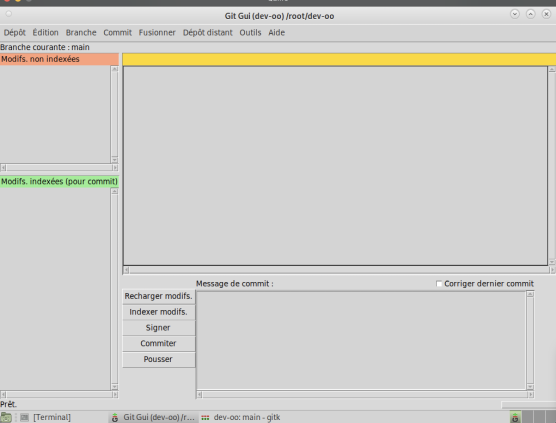 Git Gui (dev-oo) /root/dev-oo
Dépôt Édition Branche Commit Fusionner Dépôt distant Outils Aide
Branche courante : main
Modifs. non indexées
Modifs. indexées (pour commit)
Message de commit :
Corriger dernier commit
Recharger modifs.
Indexer modifs.
Signer
Commiter
Pousser
Prêt.
[Terminal] Git Gui (dev-oo) /r... dev-oo: main - gitk